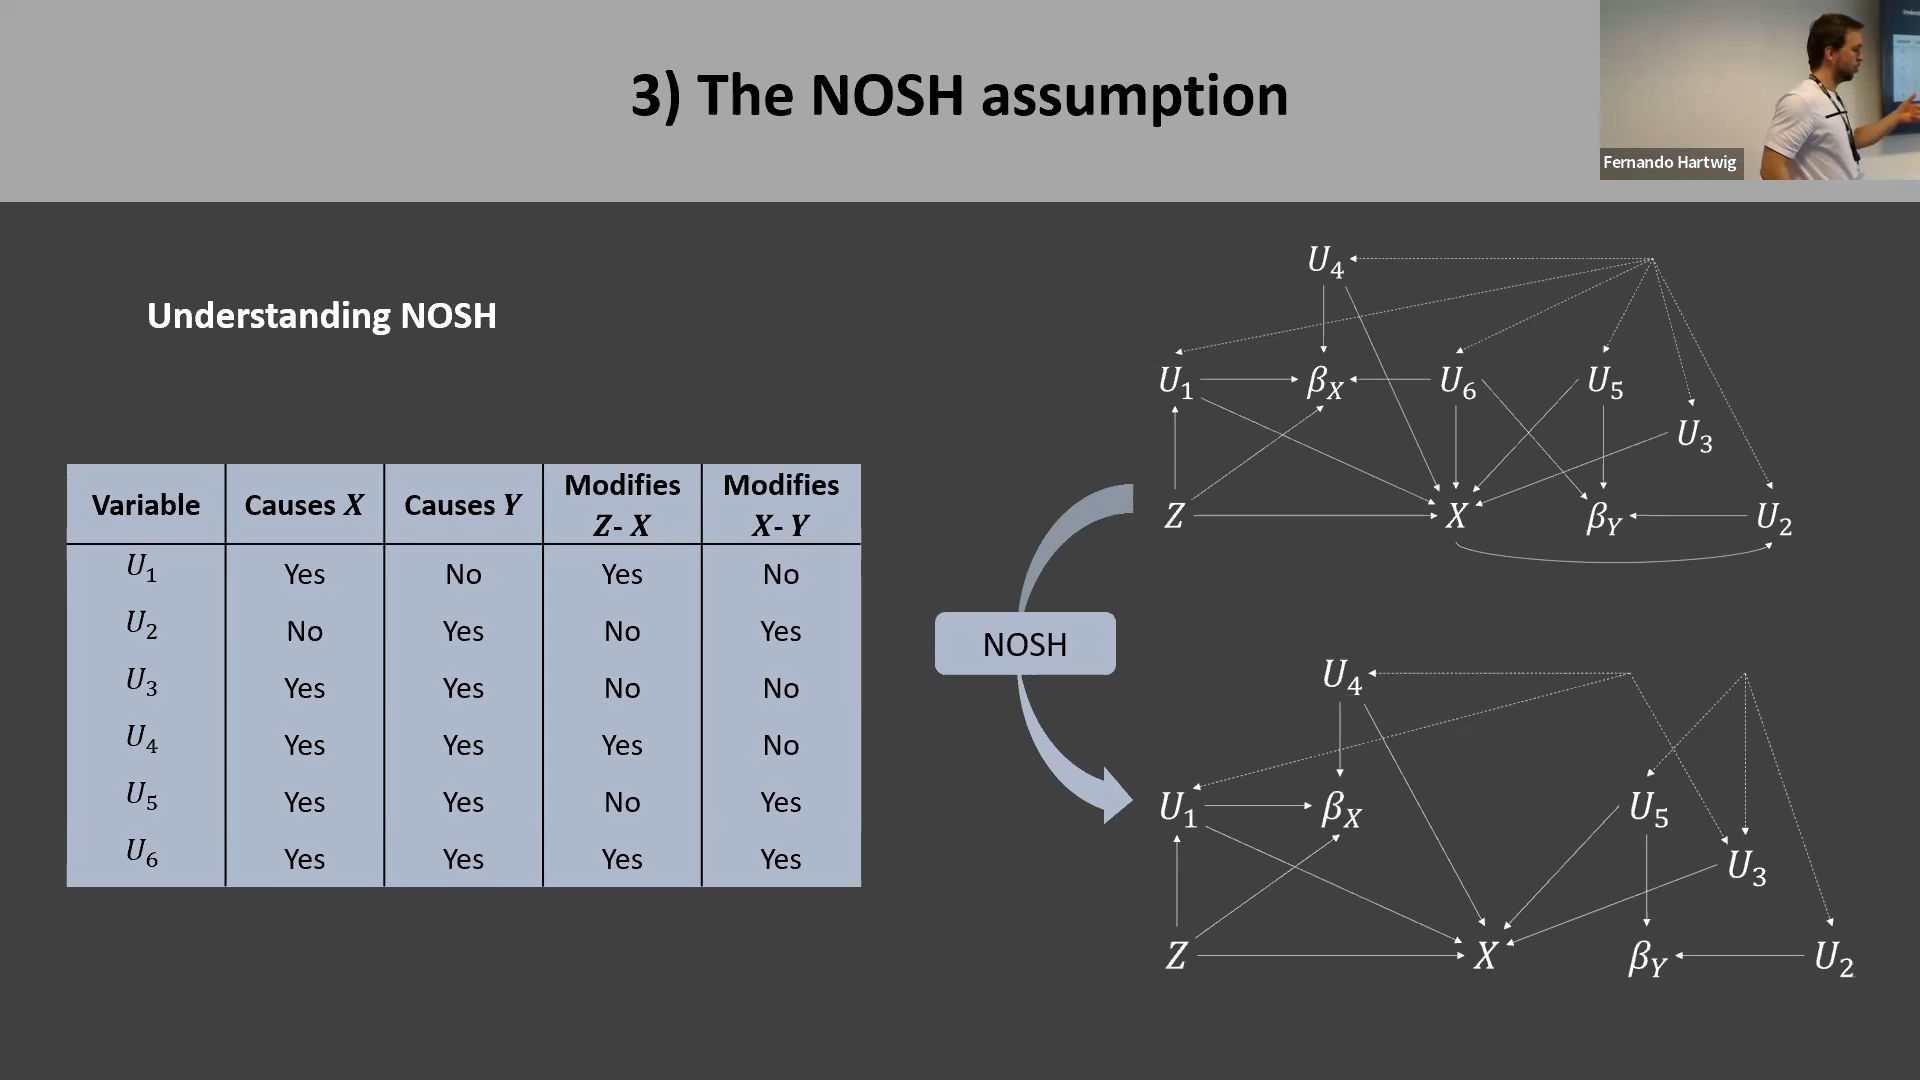 3) The NOSH assumption
Fernando Hartwig
Understanding NOSH
Variable Causes X Causes Y Modifies Z- X Modifies X- Y
U₁ Yes No Yes No
U₂ No Yes No Yes
U₃ Yes Yes No No
U₄ Yes Yes Yes No
U₅ Yes Yes No Yes
U₆ Yes Yes Yes Yes
NOSH
U₄
U₁ β_X U₆ U₅
U₃
Z X β_Y U₂
U₄
U₁ β_X U₅
U₃
Z X β_Y U₂